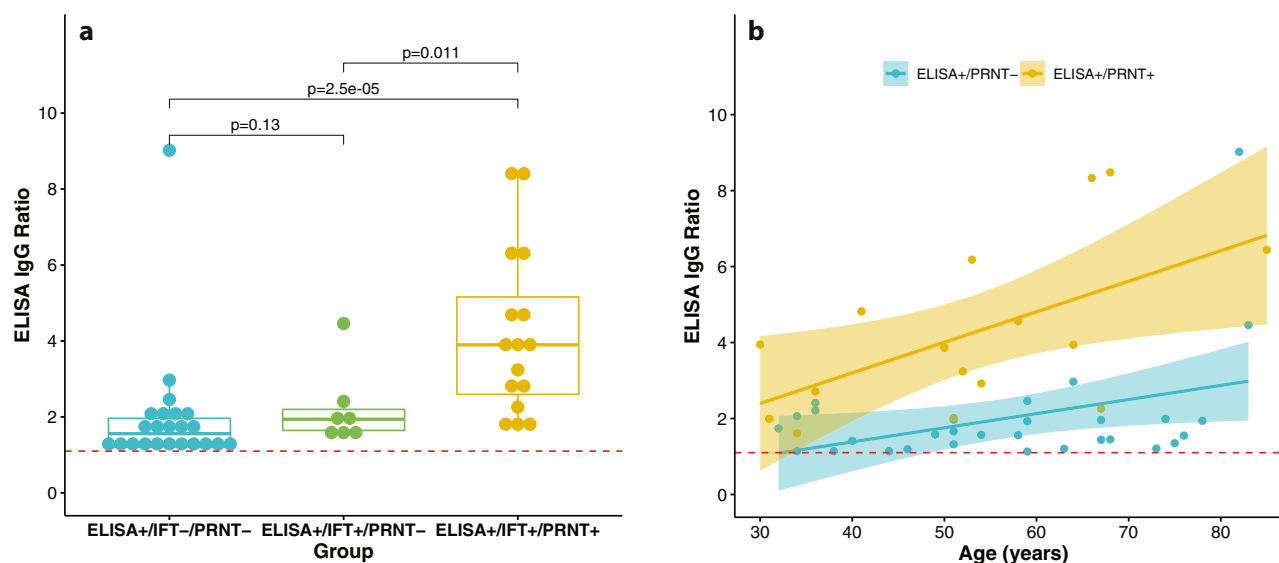 a
p=0.011
p=2.5e-05
p=0.13
10
8
6
4
2
0
ELISA IgG Ratio
ELISA+/IFT−/PRNT− ELISA+/IFT+/PRNT− ELISA+/IFT+/PRNT+
Group
b
ELISA+/PRNT− ELISA+/PRNT+
10
8
6
4
2
0
ELISA IgG Ratio
30 40 50 60 70 80
Age (years)